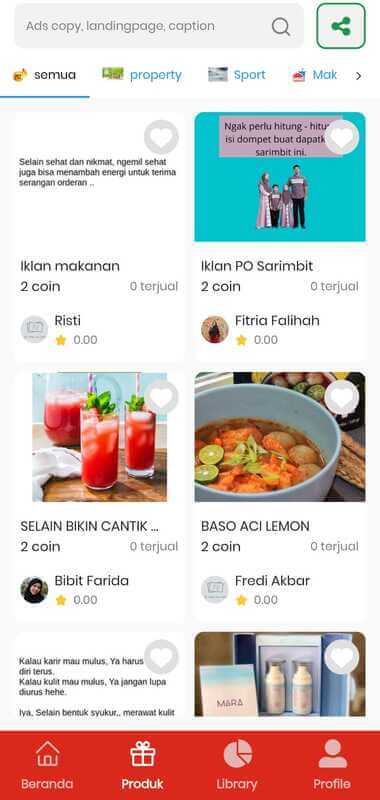 Ads copy, landingpage, caption
semua
property
Sport
Mak
Selain sehat dan nikmat, ngemil sehat
juga bisa menambah energi untuk terima
serangan orderan ..
Iklan makanan
2 coin
0 terjual
Risti
0.00
Ngak perlu hitung - hitu
isi dompet buat dapatk
sarimbit ini.
Iklan PO Sarimbit
2 coin
0 terjual
Fitria Falihah
0.00
SELAIN BIKIN CANTIK ...
2 coin
0 terjual
Bibit Farida
0.00
BASO ACI LEMON
2 coin
0 terjual
Fredi Akbar
0.00
Kalau karir mau mulus, Ya harus
diri terus.
Kalau kulit mau mulus, Ya jangan lupa
diurus hehe.
Iya, Selain bentuk syukur,, merawat kulit
MARA
Beranda
Produk
Library
Profile